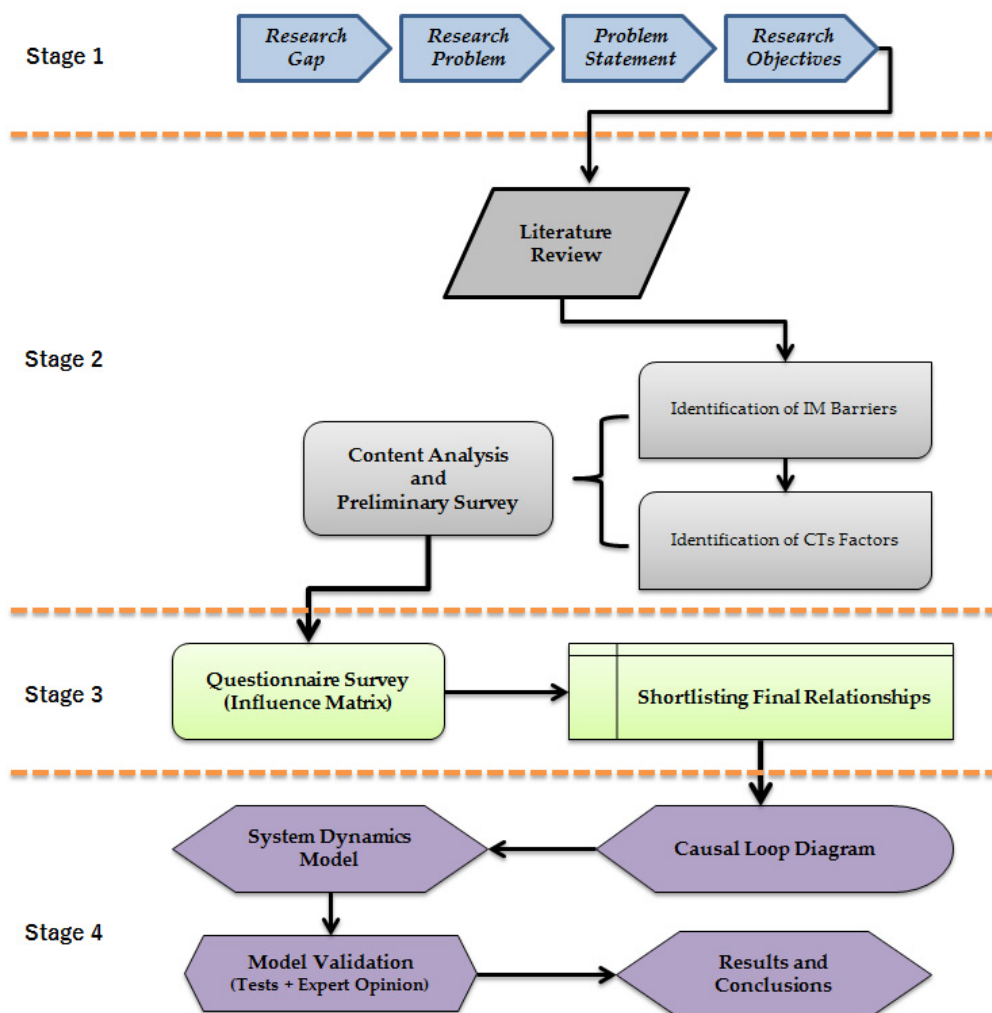 Stage 1
Research
Gap
Research
Problem
Problem
Statement
Research
Objectives
Stage 2
Literature
Review
Identification of IM Barriers
Content Analysis
and
Preliminary Survey
Identification of CTs Factors
Stage 3
Questionnaire Survey
(Influence Matrix)
Shortlisting Final Relationships
Stage 4
System Dynamics
Model
Causal Loop Diagram
Model Validation
(Tests + Expert Opinion)
Results and
Conclusions